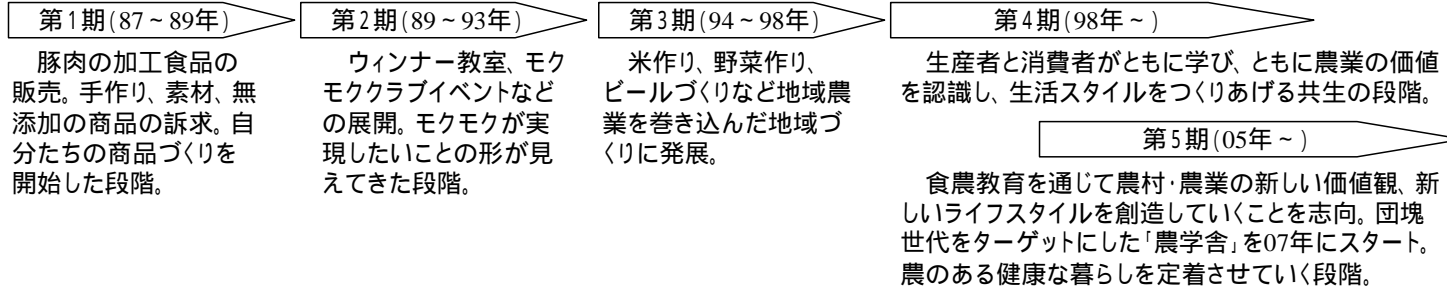 第1期(87~89年)
豚肉の加工食品の
販売。手作り、素材、無
添加の商品の訴求。自
分たちの商品づくりを
開始した段階。
第2期(89~93年)
ウィンナー教室、モク
モククラブイベントなど
の展開。モクモクが実
現したいことの形が見
えてきた段階。
第3期(94~98年)
米作り、野菜作り、
ビールづくりなど地域農
業を巻き込んだ地域づ
くりに発展。
第4期(98年~)
生産者と消費者がともに学び、ともに農業の価値
を認識し、生活スタイルをつくりあげる共生の段階。
第5期(05年~)
食農教育を通じて農村・農業の新しい価値観、新
しいライフスタイルを創造していくことを志向。団塊
世代をターゲットにした「農学舎」を07年にスタート。
農のある健康な暮らしを定着させていく段階。